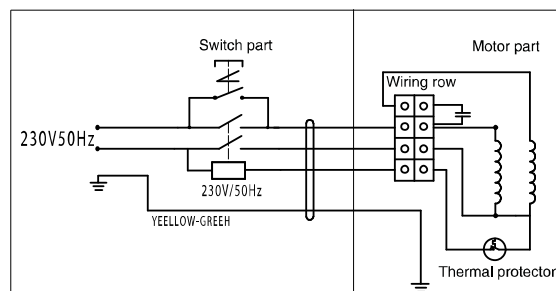 Switch part
Motor part
Wiring row
230V50Hz
230V/50Hz
YEELLOW-GREEH
Thermal protector